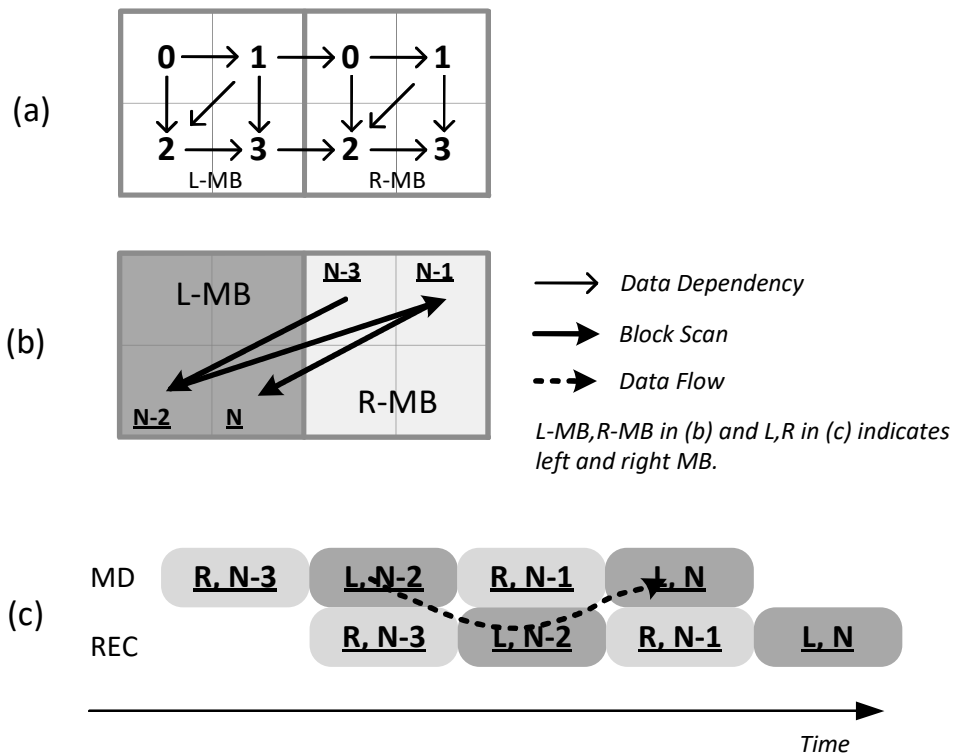 (a)
0 1 0 1
2 3 2 3
L-MB R-MB
(b)
L-MB N-3 N-1
N-2 N R-MB
Data Dependency
Block Scan
Data Flow
L-MB,R-MB in (b) and L,R in (c) indicates
left and right MB.
(c)
MD R, N-3 L, N-2 R, N-1 L, N
REC R, N-3 L, N-2 R, N-1 L, N
Time